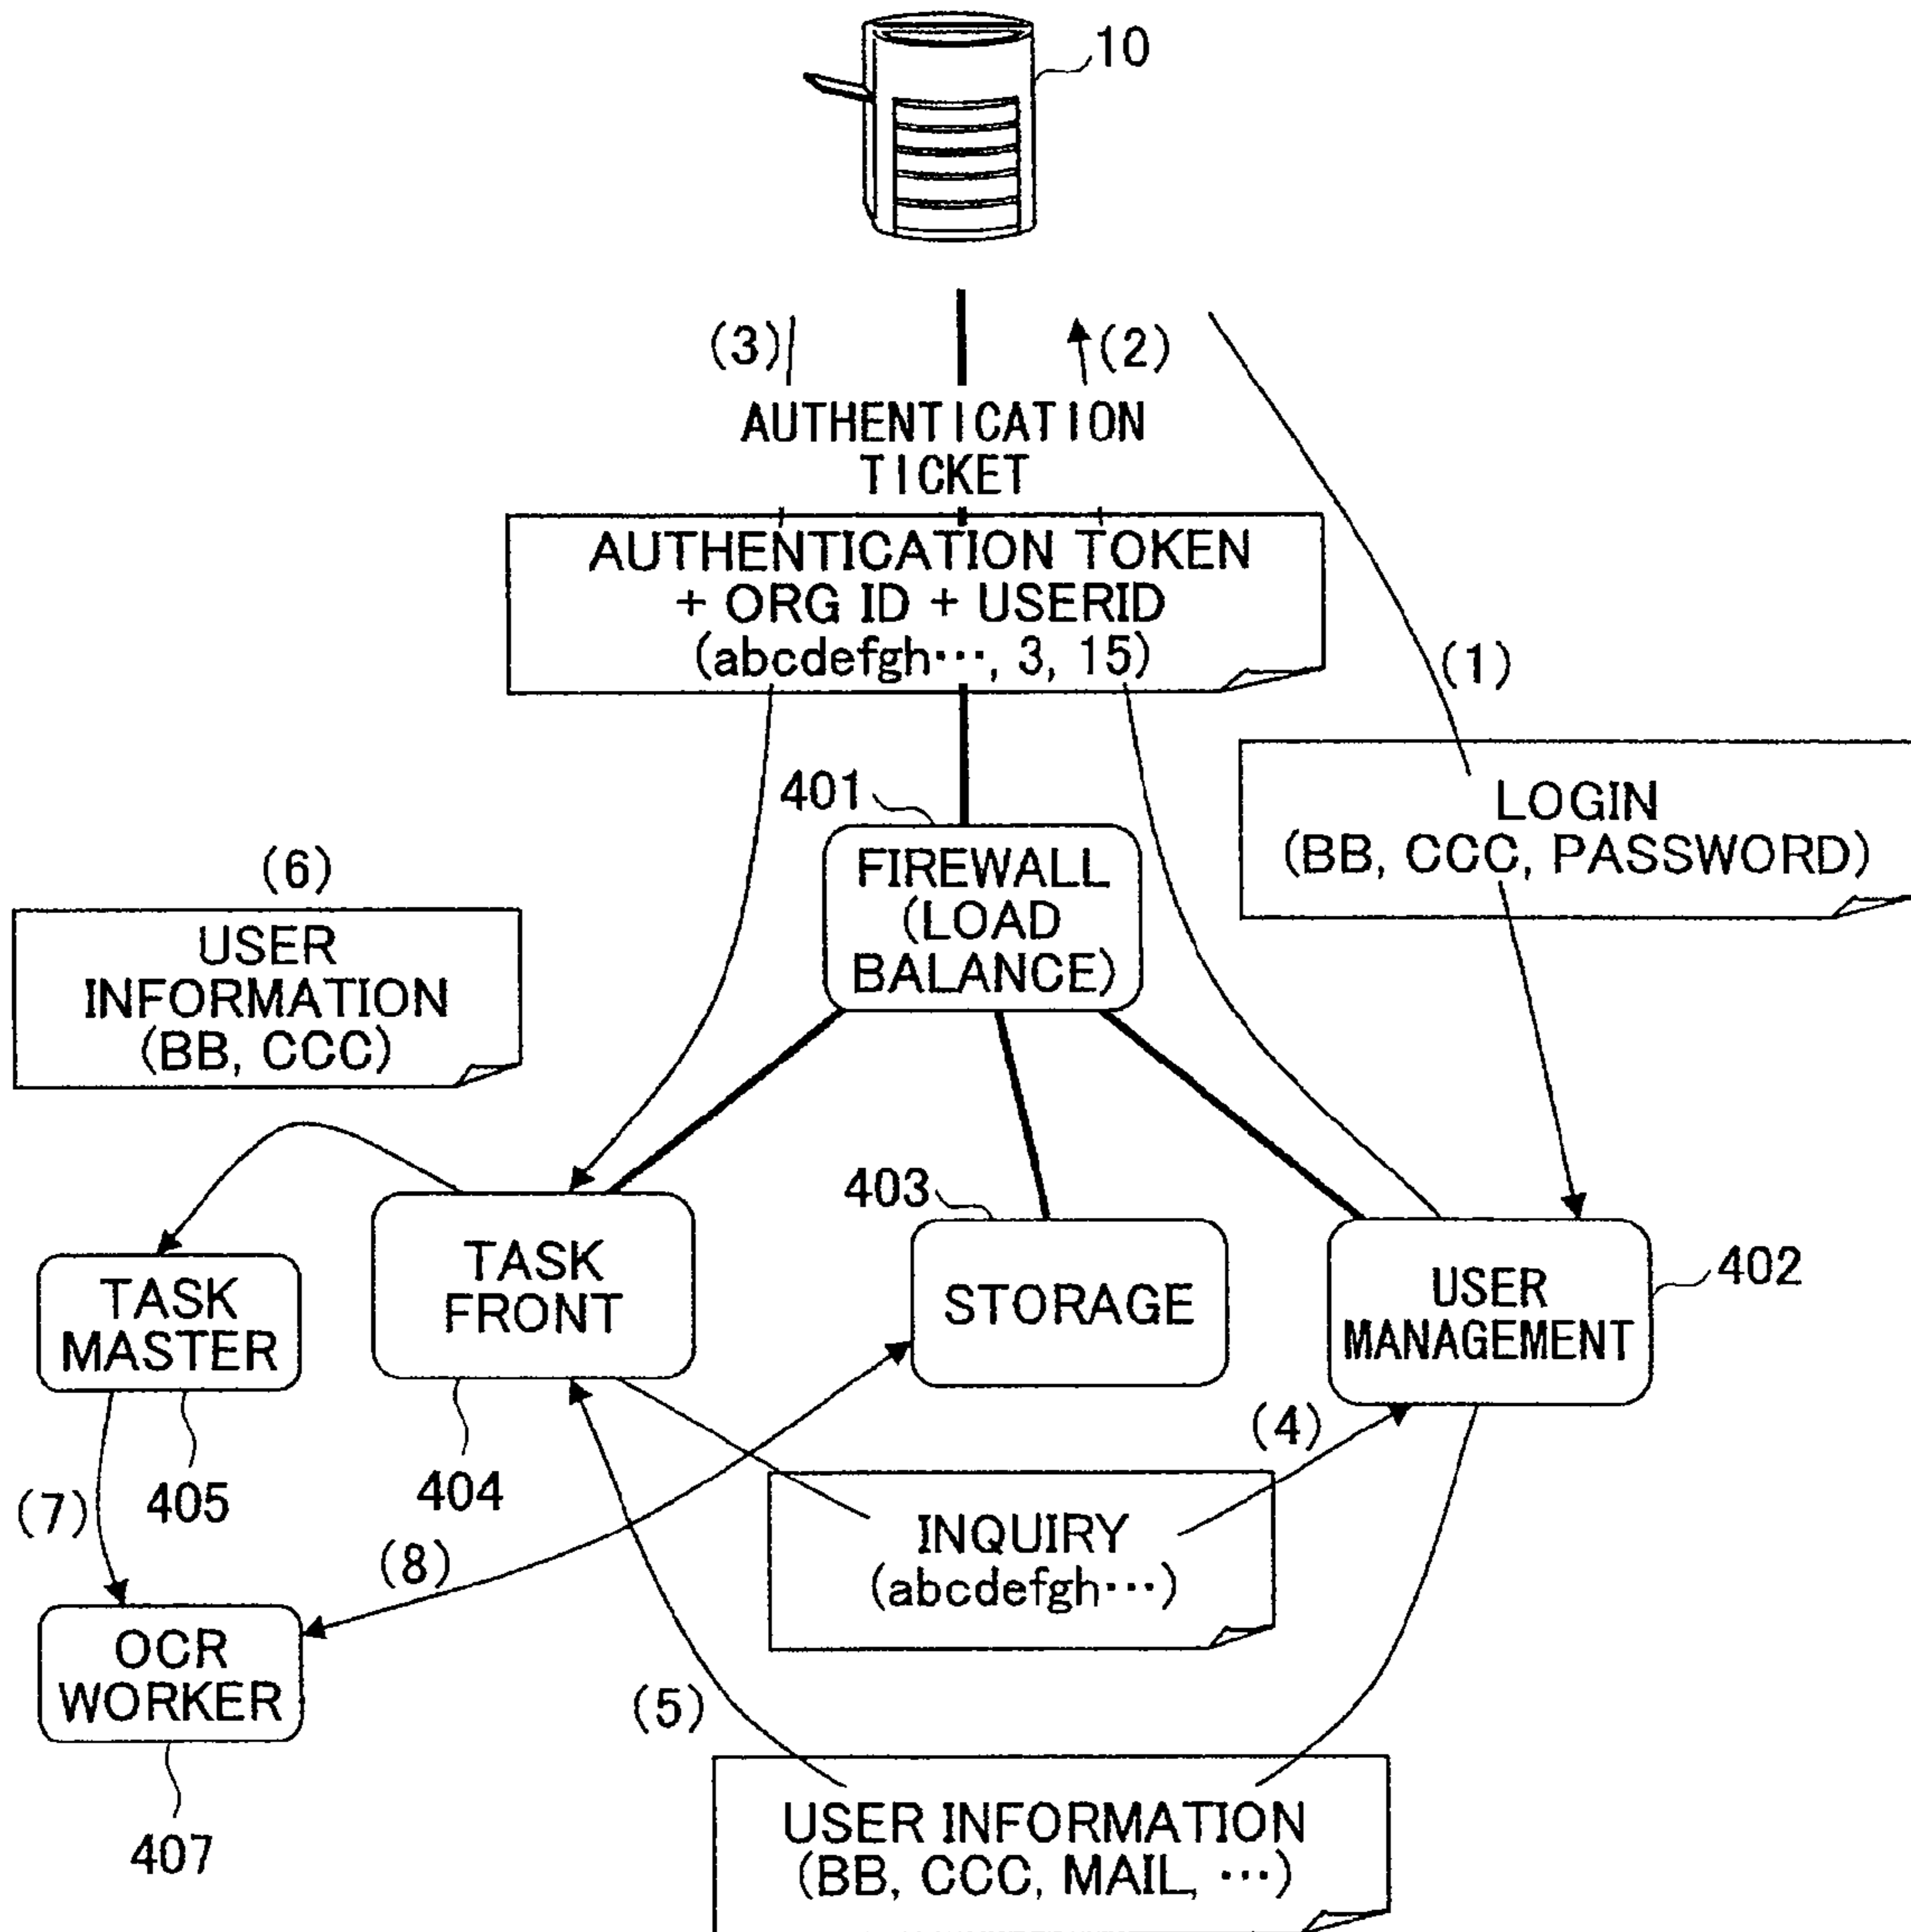 10
(3)
(2)
AUTHENTICATION
TICKET
AUTHENTICATION TOKEN
+ ORG ID + USERID
(abcdefgh···, 3, 15)
(1)
401
LOGIN
(BB, CCC, PASSWORD)
FIREWALL
(LOAD
BALANCE)
(6)
USER
INFORMATION
(BB, CCC)
403
TASK
FRONT
STORAGE
402
USER
MANAGEMENT
TASK
MASTER
(4)
405
404
(7)
(8)
INQUIRY
(abcdefgh···)
OCR
WORKER
(5)
407
USER INFORMATION
(BB, CCC, MAIL, ···)